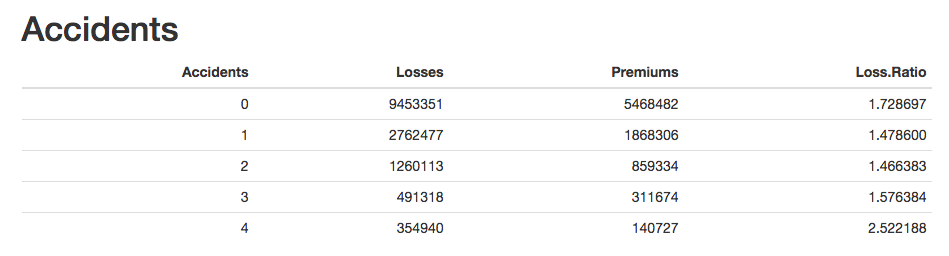 Accidents
Accidents Losses Premiums Loss.Ratio
0 9453351 5468482 1.728697
1 2762477 1868306 1.478600
2 1260113 859334 1.466383
3 491318 311674 1.576384
4 354940 140727 2.522188